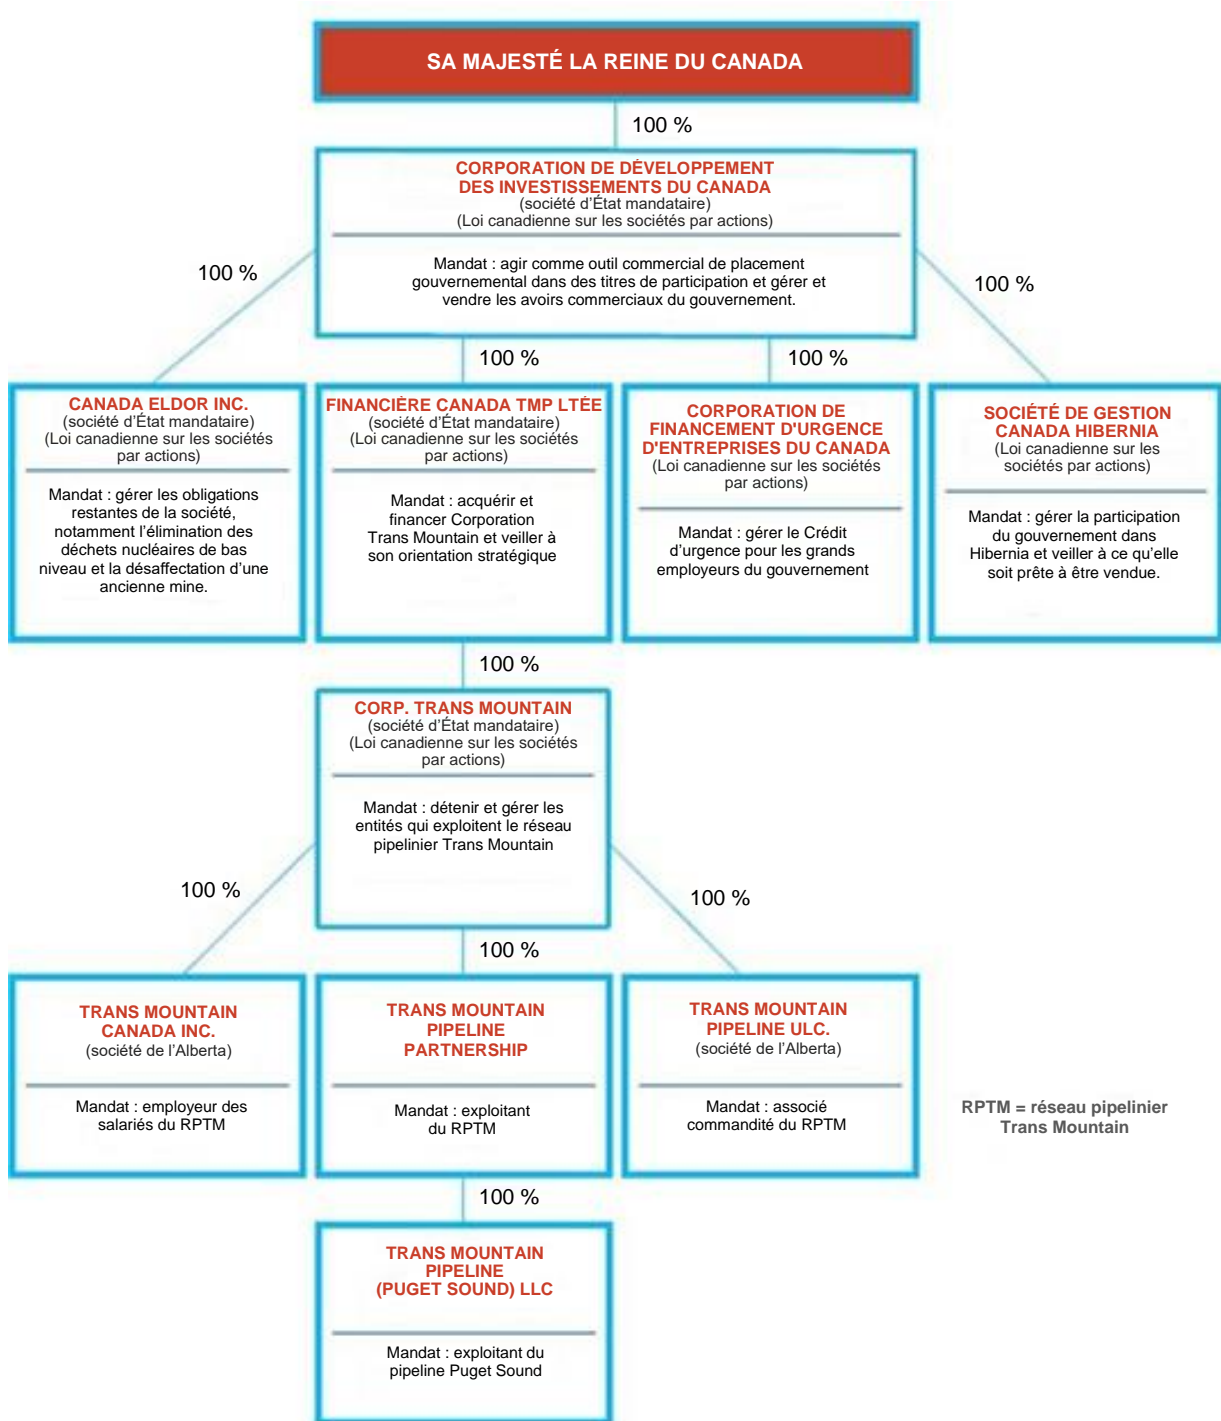 SA MAJESTÉ LA REINE DU CANADA
100 %
CORPORATION DE DÉVELOPPEMENT
DES INVESTISSEMENTS DU CANADA
(société d'État mandataire)
(Loi canadienne sur les sociétés par actions)
Mandat : agir comme outil commercial de placement
gouvernemental dans des titres de participation et gérer et
vendre les avoirs commerciaux du gouvernement.
100 %
100 %
100 %
100 %
CANADA ELDOR INC.
(société d'État mandataire)
(Loi canadienne sur les sociétés
par actions)
Mandat : gérer les obligations
restantes de la société,
notamment l'élimination des
déchets nucléaires de bas
niveau et la désaffectation d'une
ancienne mine.
FINANCIÈRE CANADA TMP LTÉE
(société d'État mandataire)
(Loi canadienne sur les sociétés
par actions)
Mandat : acquérir et
financer Corporation
Trans Mountain et veiller à
son orientation stratégique
CORPORATION DE
FINANCEMENT D'URGENCE
D'ENTREPRISES DU CANADA
(Loi canadienne sur les sociétés
par actions)
Mandat : gérer le Crédit
d'urgence pour les grands
employeurs du gouvernement
SOCIÉTÉ DE GESTION
CANADA HIBERNIA
(Loi canadienne sur les
sociétés par actions)
Mandat : gérer la participation
du gouvernement dans
Hibernia et veiller à ce qu'elle
soit prête à être vendue.
100 %
CORP. TRANS MOUNTAIN
(société d'État mandataire)
(Loi canadienne sur les sociétés
par actions)
Mandat : détenir et gérer les
entités qui exploitent le réseau
pipelinier Trans Mountain
100 %
100 %
100 %
TRANS MOUNTAIN
CANADA INC.
(société de l'Alberta)
Mandat : employeur des
salariés du RPTM
TRANS MOUNTAIN
PIPELINE
PARTNERSHIP
Mandat : exploitant
du RPTM
TRANS MOUNTAIN
PIPELINE ULC.
(société de l'Alberta)
Mandat : associé
commandité du RPTM
RPTM = réseau pipelinier
Trans Mountain
100 %
TRANS MOUNTAIN
PIPELINE
(PUGET SOUND) LLC
Mandat : exploitant du
pipeline Puget Sound